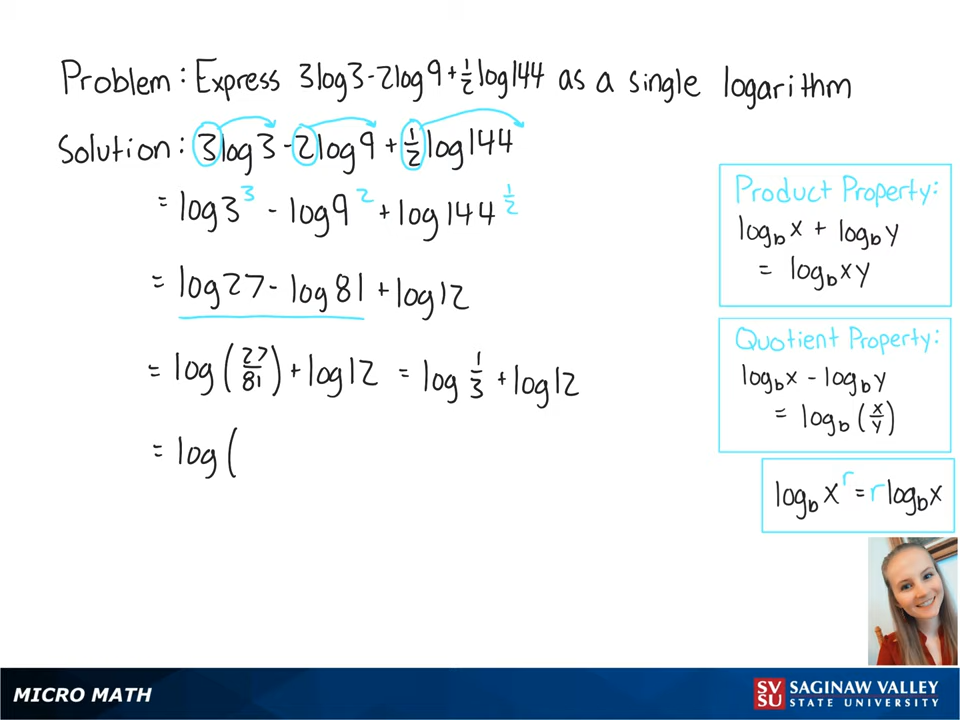 Problem: Express 3log3-2log9+½log144 as a single logarithm
Solution: 3log3-2log9+½log144
= log3³ - log9² + log144^½
= log27 - log81 + log12
= log(27/81) + log12 = log 1/3 + log12
= log(
Product Property:
log_b x + log_b y
= log_b xy
Quotient Property:
log_b x - log_b y
= log_b (x/y)
log_b x^r = r log_b x
MICRO MATH
SV
SU
SAGINAW VALLEY
STATE UNIVERSITY